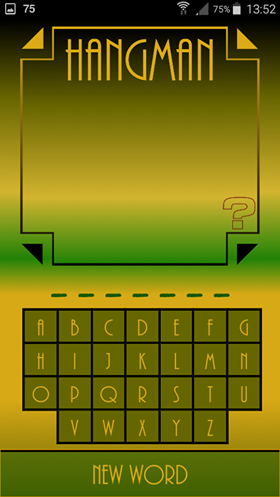 75 75% 13:52
HANGMAN
?
_ _ _ _ _ _ _
A B C D E F G
H I J K L M N
O P Q R S T U
V W X Y Z
NEW WORD